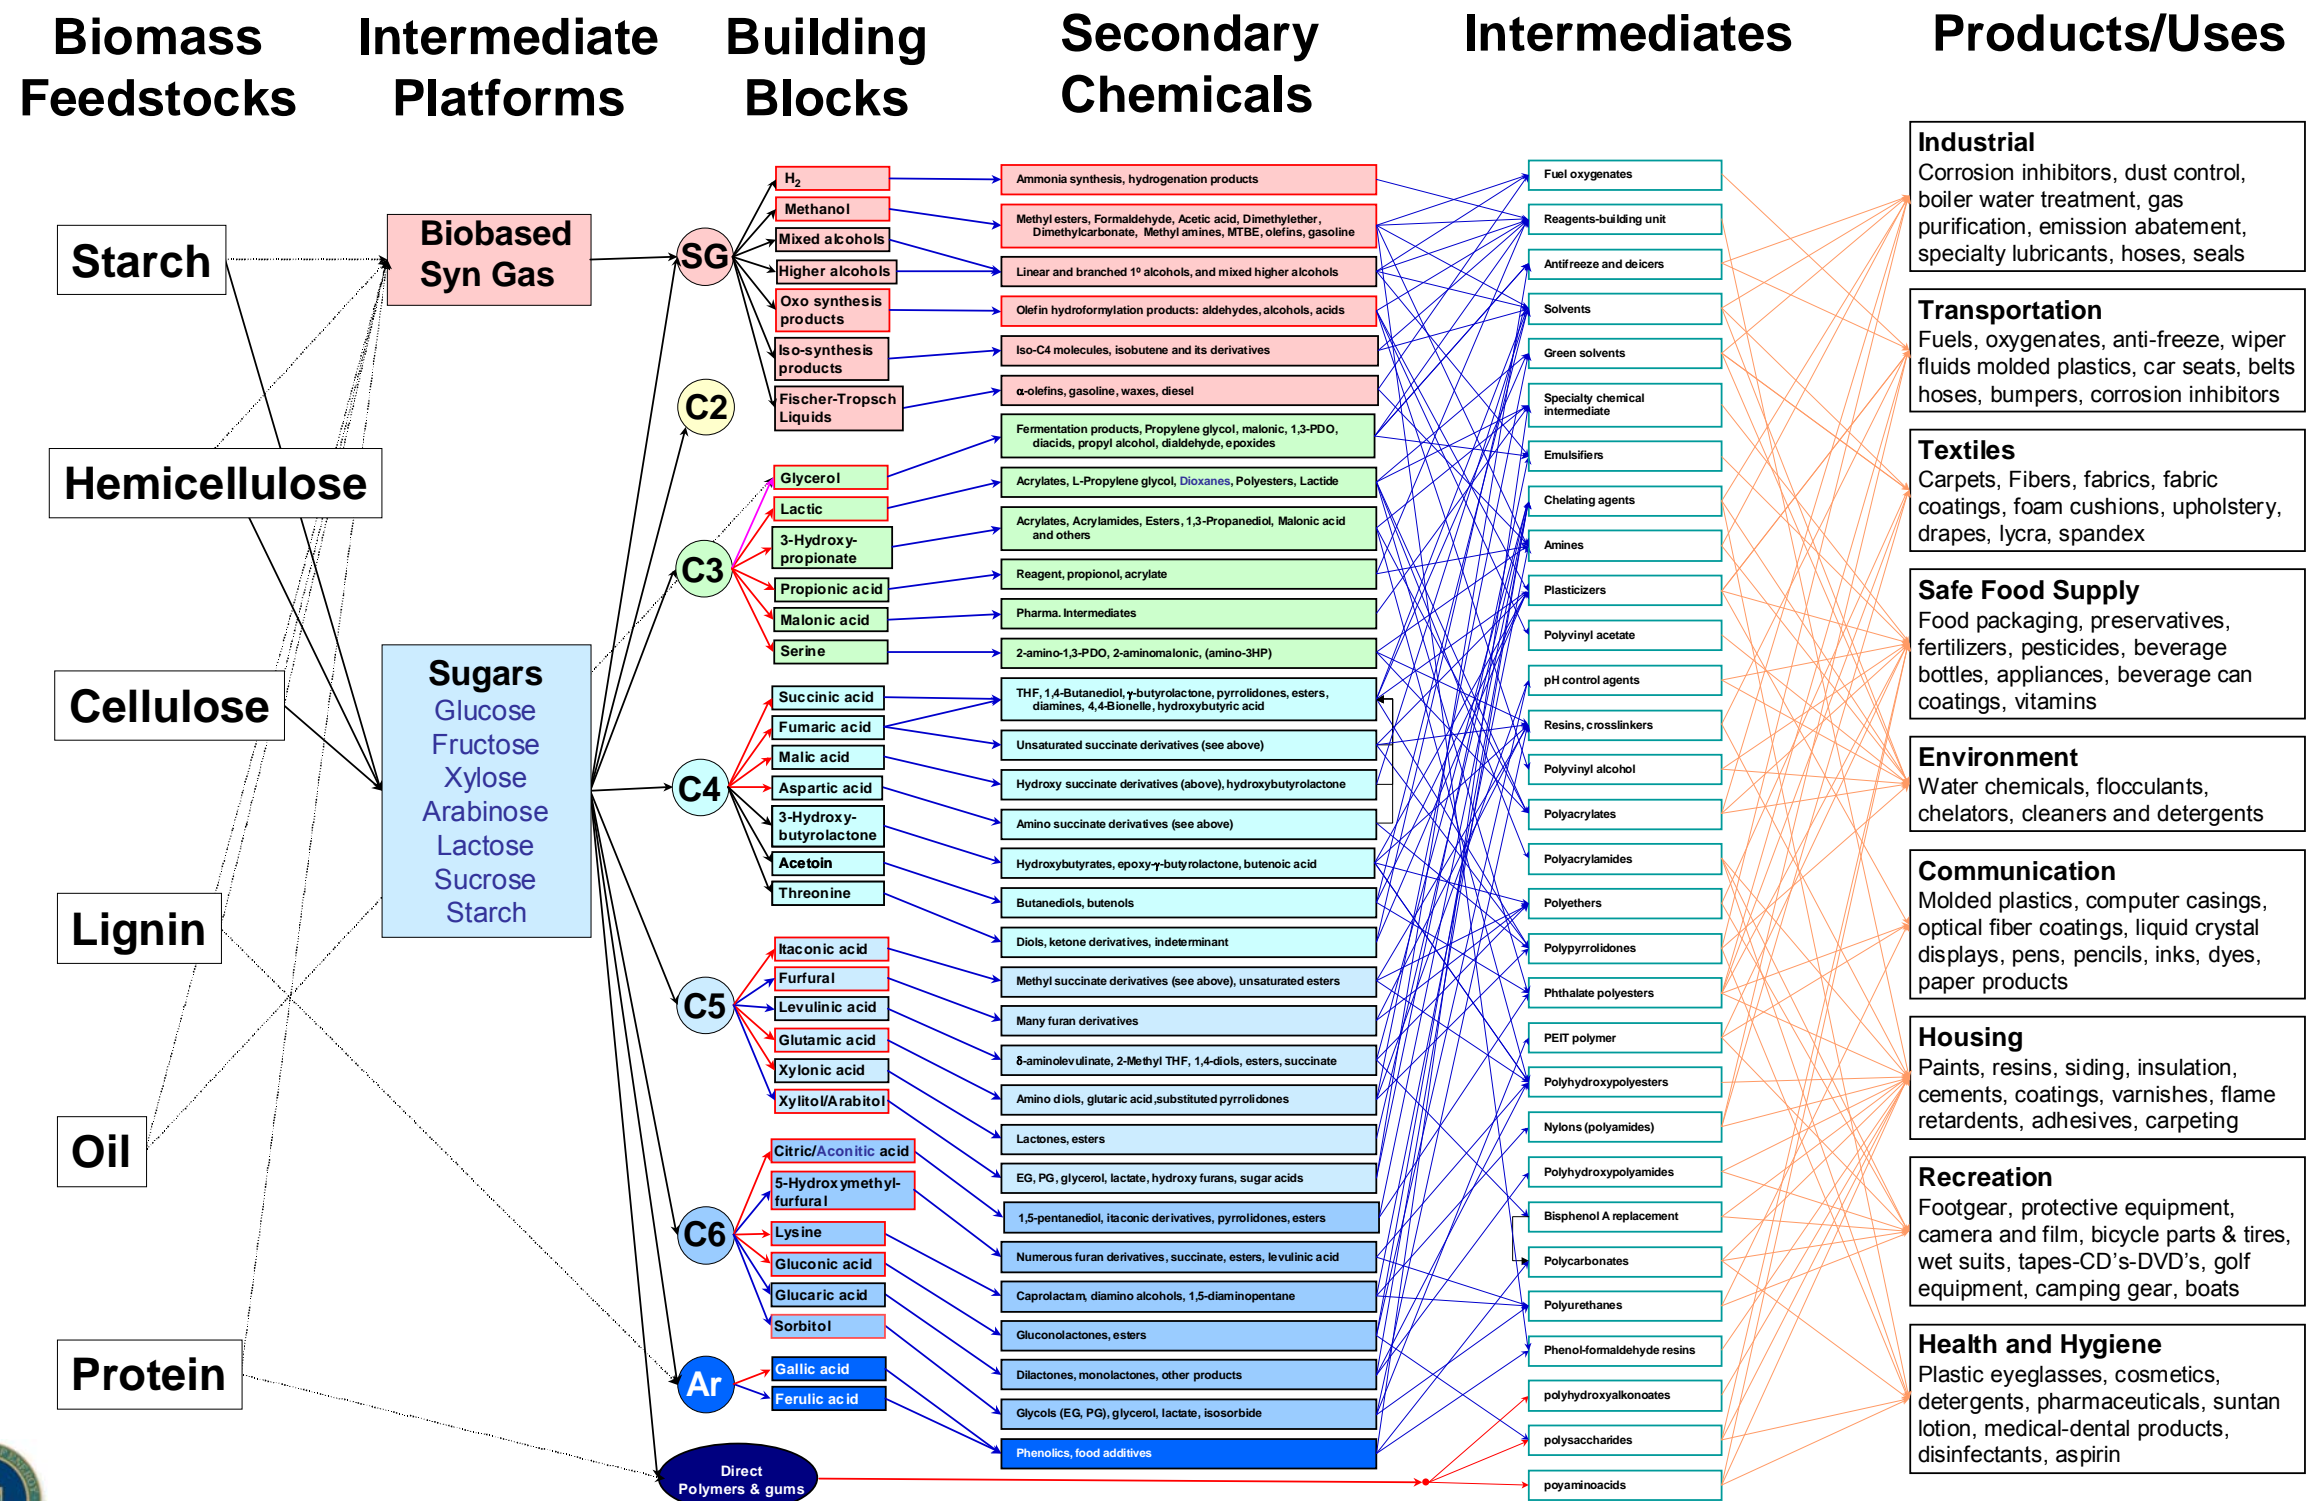 Biomass
Feedstocks
Intermediate
Platforms
Building
Blocks
Secondary
Chemicals
Intermediates
Products/Uses
Starch
Hemicellulose
Cellulose
Lignin
Oil
Protein
Biobased
Syn Gas
Sugars
Glucose
Fructose
Xylose
Arabinose
Lactose
Sucrose
Starch
SG
C2
C3
C4
C5
C6
Ar
Direct
Polymers & gums
H2
Methanol
Mixed alcohols
Higher alcohols
Oxo synthesis
products
Iso-synthesis
products
Fischer-Tropsch
Liquids
Glycerol
Lactic
3-Hydroxy-
propionate
Propionic acid
Malonic acid
Serine
Succinic acid
Fumaric acid
Malic acid
Aspartic acid
3-Hydroxy-
butyrolactone
Acetoin
Threonine
Itaconic acid
Furfural
Levulinic acid
Glutamic acid
Xylonic acid
Xylitol/Arabitol
Citric/Aconitic acid
5-Hydroxymethyl-
furfural
Lysine
Gluconic acid
Glucaric acid
Sorbitol
Gallic acid
Ferulic acid
Ammonia synthesis, hydrogenation products
Methyl esters, Formaldehyde, Acetic acid, Dimethylether,
Dimethylcarbonate, Methyl amines, MTBE, olefins, gasoline
Linear and branched 1º alcohols, and mixed higher alcohols
Olefin hydroformylation products: aldehydes, alcohols, acids
Iso-C4 molecules, isobutene and its derivatives
α-olefins, gasoline, waxes, diesel
Fermentation products, Propylene glycol, malonic, 1,3-PDO,
diacids, propyl alcohol, dialdehyde, epoxides
Acrylates, L-Propylene glycol, Dioxanes, Polyesters, Lactide
Acrylates, Acrylamides, Esters, 1,3-Propanediol, Malonic acid
and others
Reagent, propionol, acrylate
Pharma. Intermediates
2-amino-1,3-PDO, 2-aminomalonic, (amino-3HP)
THF, 1,4-Butanediol, γ-butyrolactone, pyrrolidones, esters,
diamines, 4,4-Bionelle, hydroxybutyric acid
Unsaturated succinate derivatives (see above)
Hydroxy succinate derivatives (above), hydroxybutyrolactone
Amino succinate derivatives (see above)
Hydroxybutyrates, epoxy-γ-butyrolactone, butenoic acid
Butanediols, butenols
Diols, ketone derivatives, indeterminant
Methyl succinate derivatives (see above), unsaturated esters
Many furan derivatives
δ-aminolevulinate, 2-Methyl THF, 1,4-diols, esters, succinate
Amino diols, glutaric acid,substituted pyrrolidones
Lactones, esters
EG, PG, glycerol, lactate, hydroxy furans, sugar acids
1,5-pentanediol, itaconic derivatives, pyrrolidones, esters
Numerous furan derivatives, succinate, esters, levulinic acid
Caprolactam, diamino alcohols, 1,5-diaminopentane
Gluconolactones, esters
Dilactones, monolactones, other products
Glycols (EG, PG), glycerol, lactate, isosorbide
Phenolics, food additives
Fuel oxygenates
Reagents-building unit
Antifreeze and deicers
Solvents
Green solvents
Specialty chemical
intermediate
Emulsifiers
Chelating agents
Amines
Plasticizers
Polyvinyl acetate
pH control agents
Resins, crosslinkers
Polyvinyl alcohol
Polyacrylates
Polyacrylamides
Polyethers
Polypyrrolidones
Phthalate polyesters
PEIT polymer
Polyhydroxypolyesters
Nylons (polyamides)
Polyhydroxypolyamides
Bisphenol A replacement
Polycarbonates
Polyurethanes
Phenol-formaldehyde resins
polyhydroxyalkonoates
polysaccharides
poyaminoacids
Industrial
Corrosion inhibitors, dust control,
boiler water treatment, gas
purification, emission abatement,
specialty lubricants, hoses, seals
Transportation
Fuels, oxygenates, anti-freeze, wiper
fluids molded plastics, car seats, belts
hoses, bumpers, corrosion inhibitors
Textiles
Carpets, Fibers, fabrics, fabric
coatings, foam cushions, upholstery,
drapes, lycra, spandex
Safe Food Supply
Food packaging, preservatives,
fertilizers, pesticides, beverage
bottles, appliances, beverage can
coatings, vitamins
Environment
Water chemicals, flocculants,
chelators, cleaners and detergents
Communication
Molded plastics, computer casings,
optical fiber coatings, liquid crystal
displays, pens, pencils, inks, dyes,
paper products
Housing
Paints, resins, siding, insulation,
cements, coatings, varnishes, flame
retardents, adhesives, carpeting
Recreation
Footgear, protective equipment,
camera and film, bicycle parts & tires,
wet suits, tapes-CD's-DVD's, golf
equipment, camping gear, boats
Health and Hygiene
Plastic eyeglasses, cosmetics,
detergents, pharmaceuticals, suntan
lotion, medical-dental products,
disinfectants, aspirin